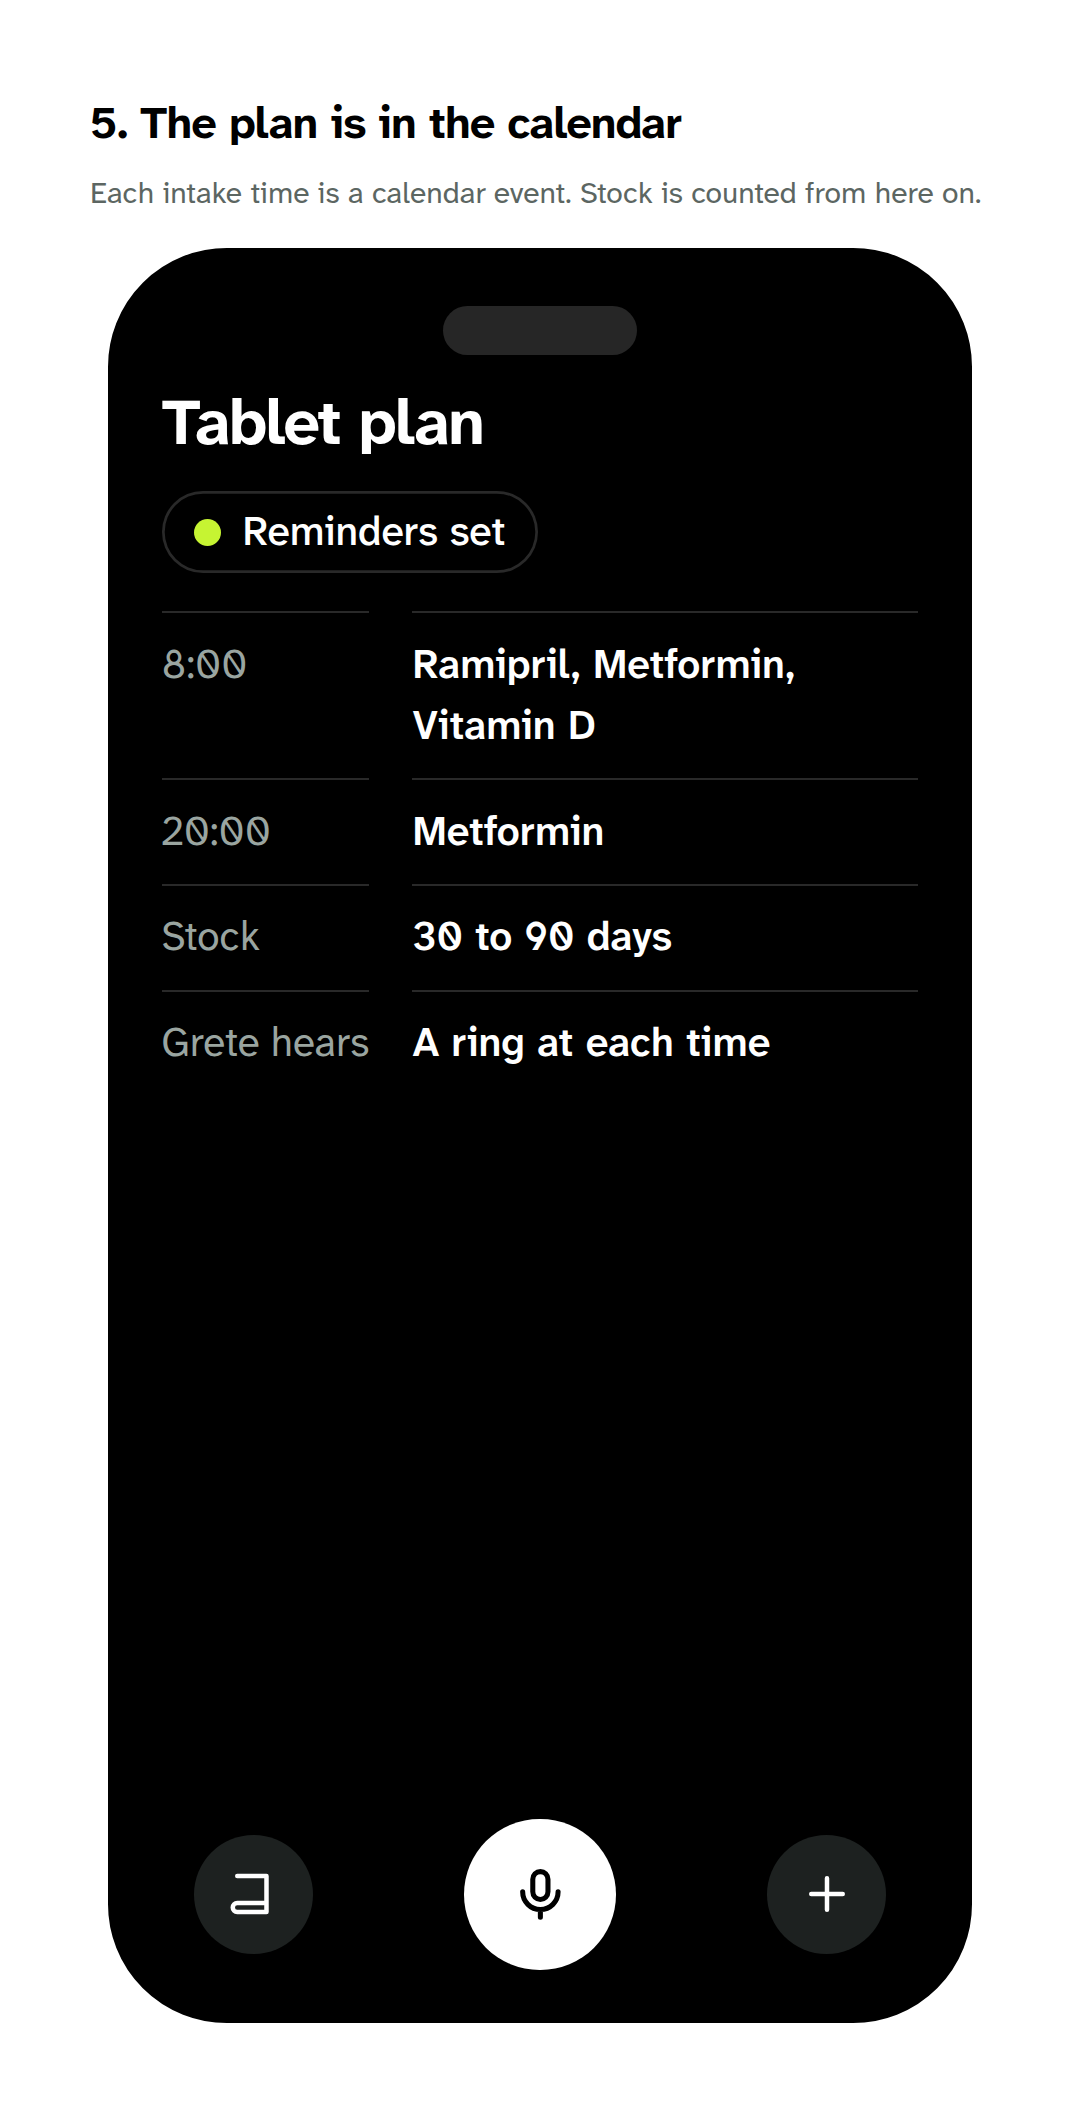 5. The plan is in the calendar
Each intake time is a calendar event. Stock is counted from here on.
Tablet plan
Reminders set
8:00 Ramipril, Metformin,
Vitamin D
20:00 Metformin
Stock 30 to 90 days
Grete hears A ring at each time